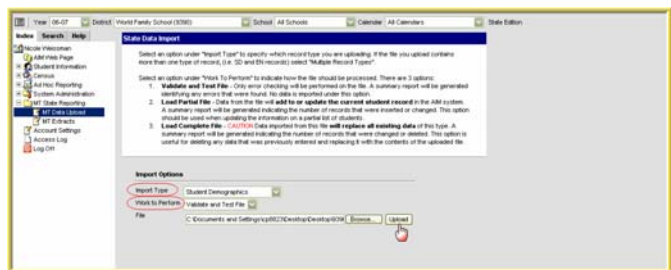 Year 06-07 District World Family School (9090) School All Schools Calendar All Calendars State Edition
Index Search Help
Nicole Weissman
AIM Web Page
Student Information
Census
Ad Hoc Reporting
System Administration
MT State Reporting
MT Data Upload
MT Extracts
Account Settings
Access Log
Log Off
State Data Import
Select an option under "Import Type" to specify which record type you are uploading. If the file you upload contains
more than one type of record, (i.e. SD and EN records) select "Multiple Record Types".
Select an option under "Work To Perform" to indicate how the file should be processed. There are 3 options:
1. Validate and Test File - Only error checking will be performed on the file. A summary report will be generated
identifying any errors that were found. No data is imported under this option.
2. Load Partial File - Data from the file will add to or update the current student record in the AIM system.
A summary report will be generated indicating the number of records that were inserted or changed. This option
should be used when updating the information on a partial list of students.
3. Load Complete File - CAUTION Data imported from this file will replace all existing data of this type. A
summary report will be generated indicating the number of records that were changed or deleted. This option is
useful for deleting any data that was previously entered and replacing it with the contents of the uploaded file.
Import Options
Import Type Student Demographics
Work to Perform Validate and Test File
File C:\Documents and Settings\cp8623\Desktop\Desktop\ Browse... Upload